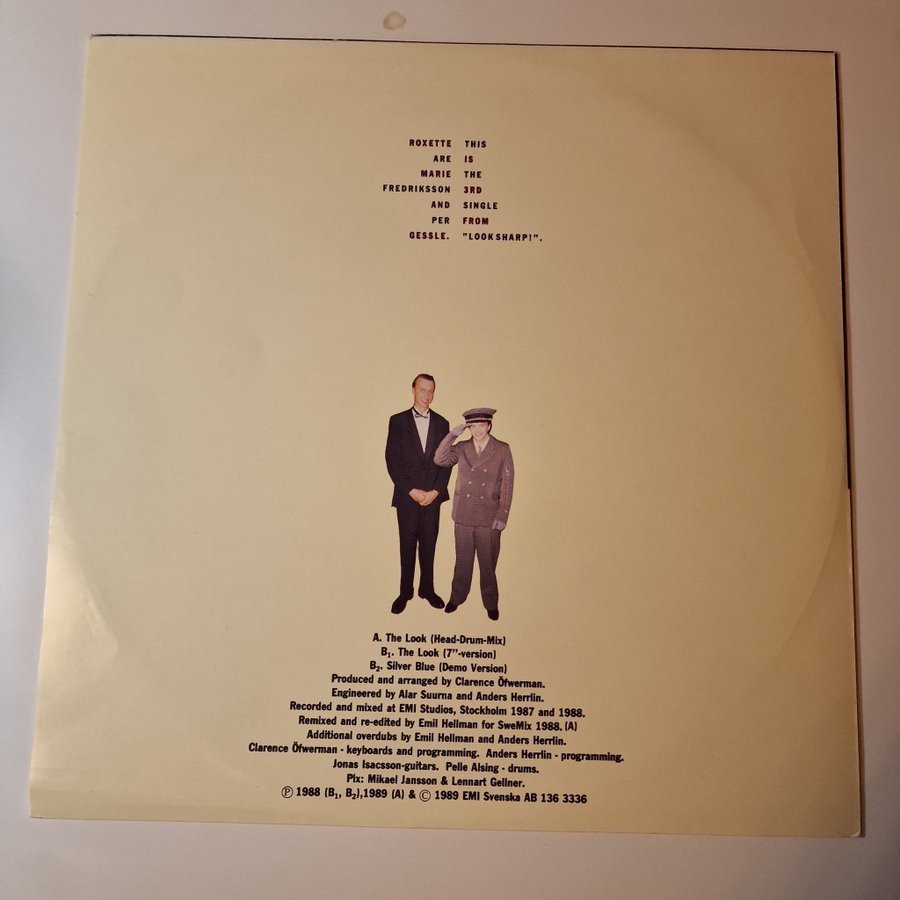 ROXETTE THIS
ARE IS
MARIE THE
FREDRIKSSON 3RD
AND SINGLE
PER FROM
GESSLE. "LOOK SHARP!".
A. The Look (Head-Drum-Mix)
B1. The Look (7"-version)
B2. Silver Blue (Demo Version)
Produced and arranged by Clarence Öfwerman.
Engineered by Alar Suurna and Anders Herrlin.
Recorded and mixed at EMI Studios, Stockholm 1987 and 1988.
Remixed and re-edited by Emil Hellman for SweMix 1988. (A)
Additional overdubs by Emil Hellman and Anders Herrlin.
Clarence Öfwerman - keyboards and programming. Anders Herrlin - programming.
Jonas Isacsson-guitars. Pelle Alsing - drums.
Pix: Mikael Jansson & Lennart Gellner.
Ⓟ 1988 (B1, B2),1989 (A) & © 1989 EMI Svenska AB 136 3336